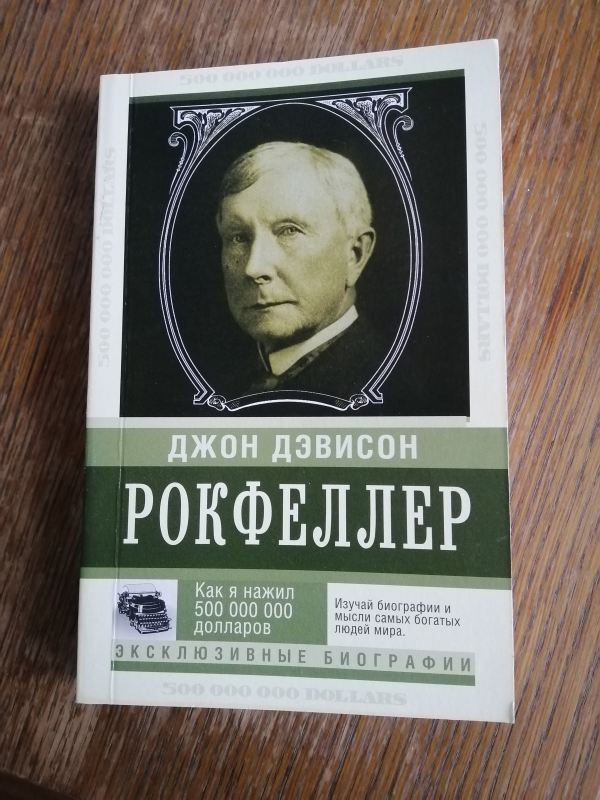 500 000 000 DOLLARS
500 000 000 DOLLARS
500 000 000 DOLLARS
ДЖОН ДЭВИСОН
РОКФЕЛЛЕР
Как я нажил
500 000 000
долларов
Изучай биографии и
мысли самых богатых
людей мира.
ЭКСКЛЮЗИВНЫЕ БИОГРАФИИ
500 000 000 DOLLARS